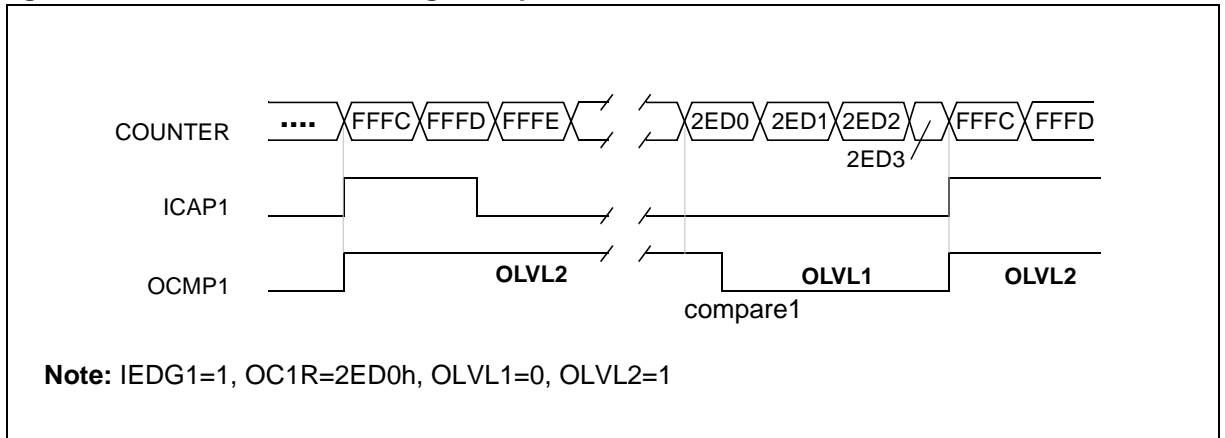 COUNTER .... FFFC FFFD FFFE 2ED0 2ED1 2ED2 FFFC FFFD
2ED3
ICAP1
OCMP1 OLVL2 OLVL1 OLVL2
compare1
Note: IEDG1=1, OC1R=2ED0h, OLVL1=0, OLVL2=1